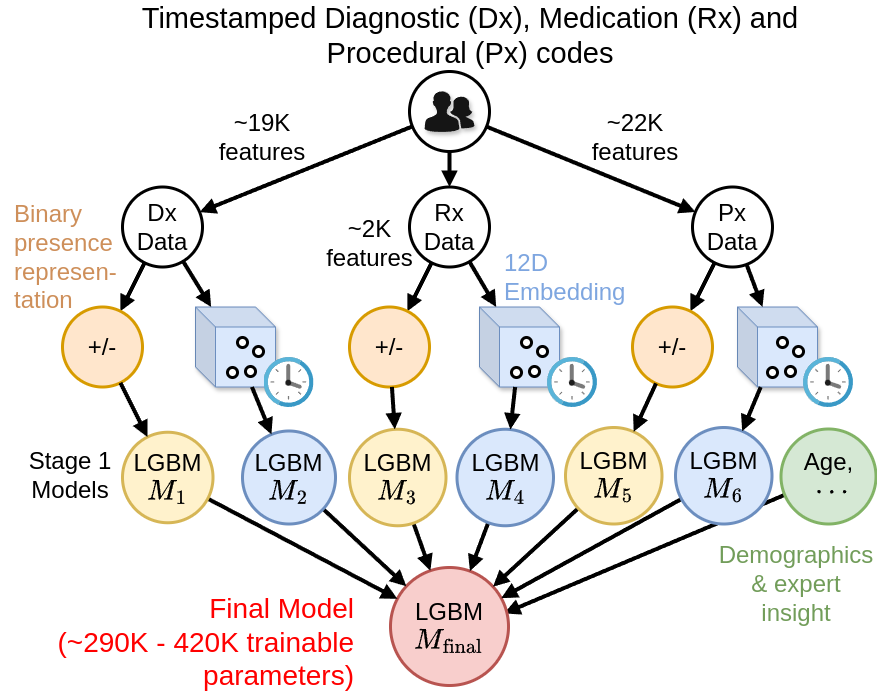 Timestamped Diagnostic (Dx), Medication (Rx) and
Procedural (Px) codes
~19K
features
~22K
features
Dx
Data
Rx
Data
Px
Data
~2K
features
Binary
presence
represen-
tation
12D
Embedding
+/-
+/-
+/-
Stage 1
Models
LGBM
M1
LGBM
M2
LGBM
M3
LGBM
M4
LGBM
M5
LGBM
M6
Age,
...
Demographics
& expert
insight
Final Model
(~290K - 420K trainable
parameters)
LGBM
Mfinal